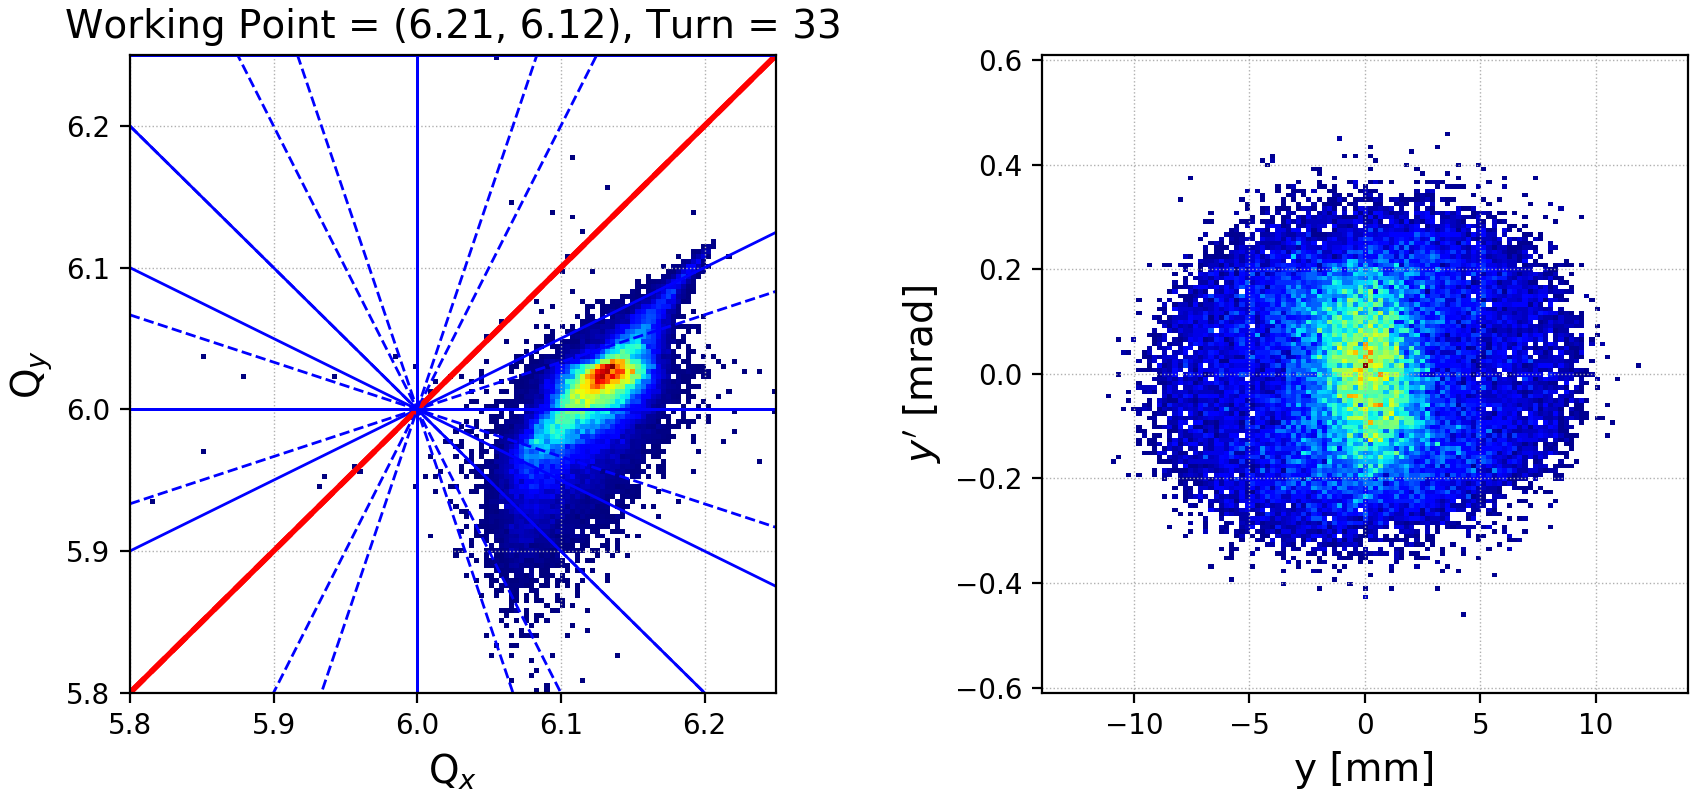 Working Point = (6.21, 6.12), Turn = 33
6.2
6.1
6.0
5.9
5.8
Qy
5.8 5.9 6.0 6.1 6.2
Qx
0.6
0.4
0.2
0.0
−0.2
−0.4
−0.6
y′ [mrad]
−10 −5 0 5 10
y [mm]